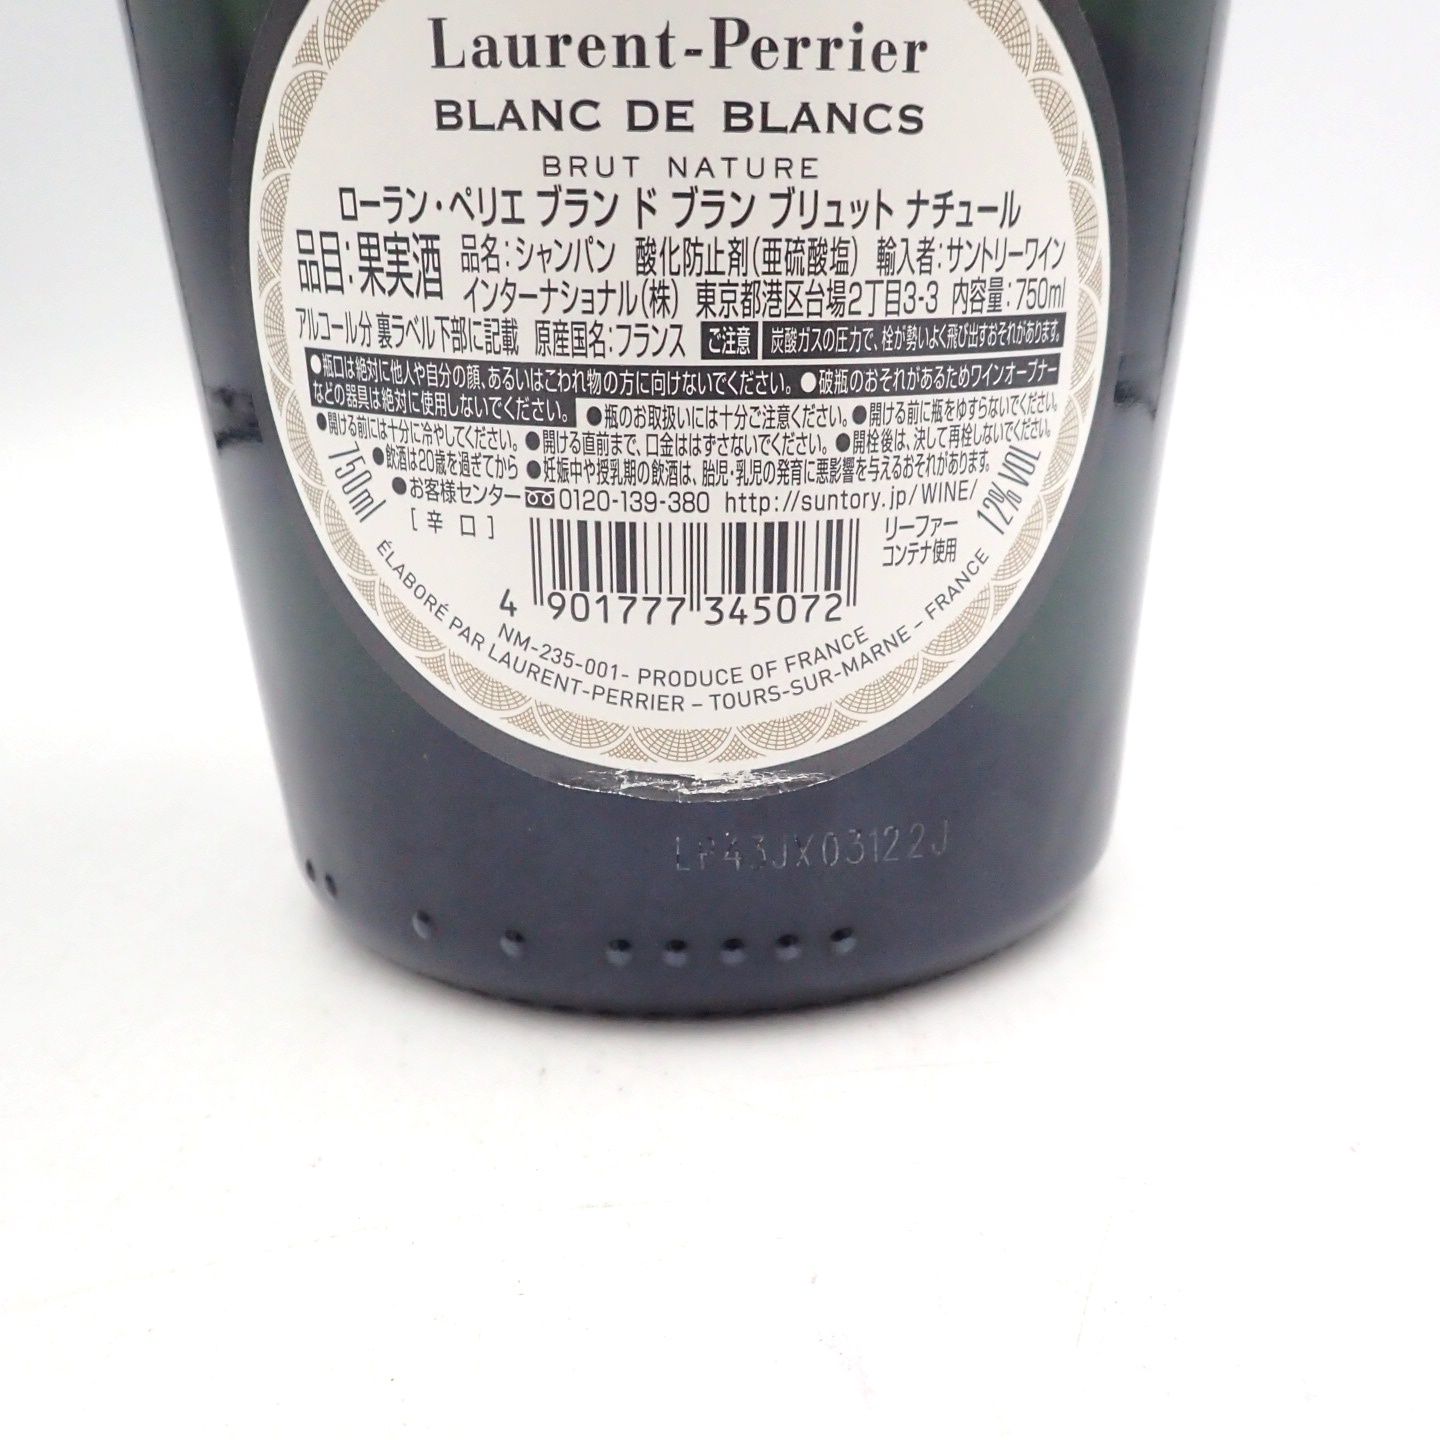 Laurent-Perrier
BLANC DE BLANCS
BRUT NATURE
ローラン・ペリエ ブラン ド ブラン ブリュット ナチュール
品目:果実酒 品名:シャンパン 酸化防止剤(亜硫酸塩) 輸入者:サントリーワイン
インターナショナル(株) 東京都港区台場2丁目3-3 内容量:750ml
アルコール分 裏ラベル下部に記載 原産国名:フランス ご注意 炭酸ガスの圧力で、栓が勢いよく飛び出すおそれがあります。
●瓶口は絶対に他人や自分の顔、あるいはこわれ物の方に向けないでください。●破瓶のおそれがあるためワインオープナー
などの器具は絶対に使用しないでください。●瓶のお取扱いには十分ご注意ください。●開ける前に瓶をゆすらないでください。
●開ける前には十分に冷やしてください。●開ける直前まで、口金ははずさないでください。●開栓後は、決して再栓しないでください。
●飲酒は20歳を過ぎてから ●妊娠中や授乳期の飲酒は、胎児・乳児の発育に悪影響を与えるおそれがあります。
●お客様センター 0120-139-380 http://suntory.jp/WINE/
[辛口]
リーファー
コンテナ使用
750ml
12% VOL
4 901777 345072
NM-235-001- PRODUCE OF FRANCE
ÉLABORÉ PAR LAURENT-PERRIER – TOURS-SUR-MARNE – FRANCE
LP43JX03122J